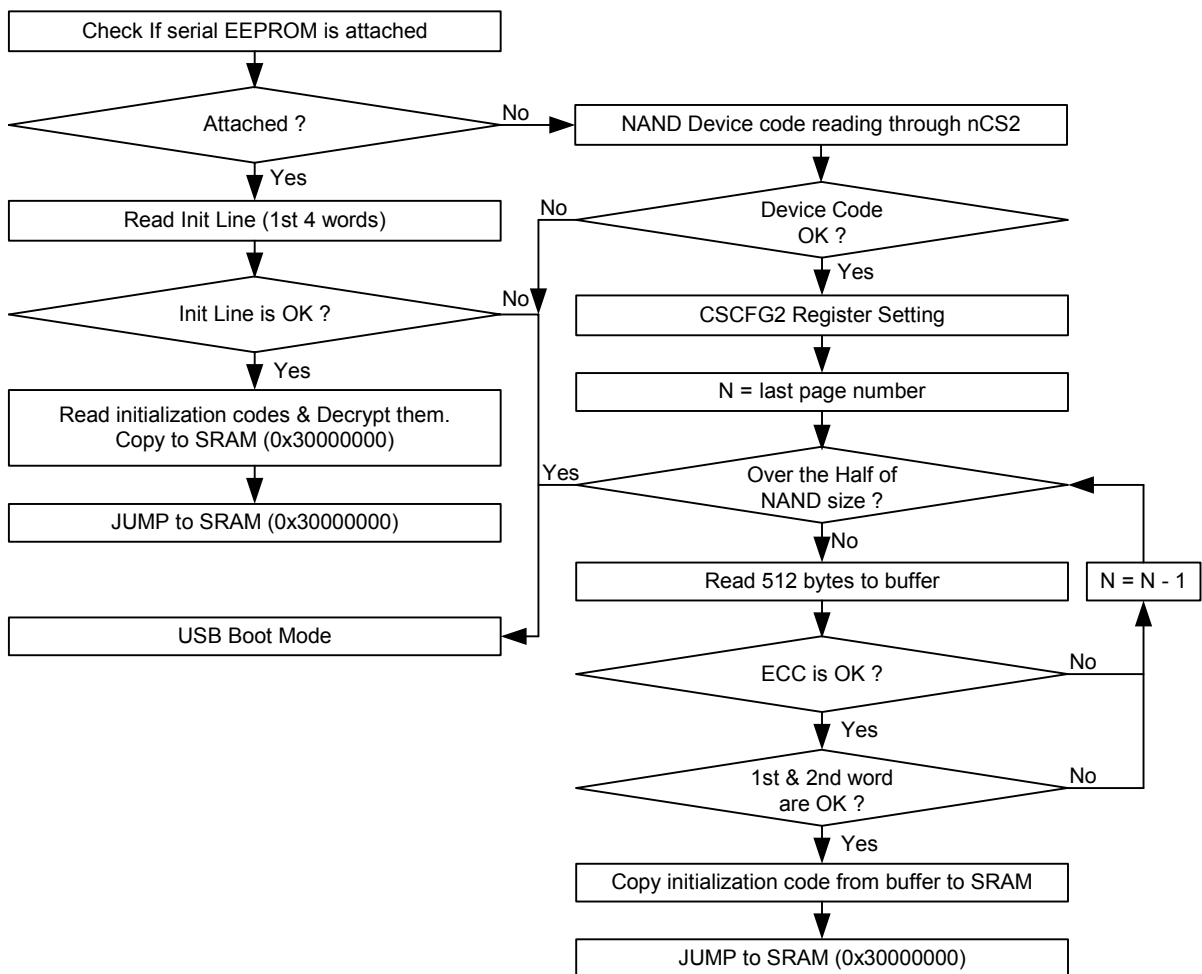 Check If serial EEPROM is attached
Attached ?
No
NAND Device code reading through nCS2
Yes
Read Init Line (1st 4 words)
No
Device Code
OK ?
Yes
Init Line is OK ?
No
CSCFG2 Register Setting
Yes
N = last page number
Read initialization codes & Decrypt them.
Copy to SRAM (0x30000000)
Yes
Over the Half of
NAND size ?
JUMP to SRAM (0x30000000)
No
Read 512 bytes to buffer
N = N - 1
USB Boot Mode
ECC is OK ?
No
Yes
1st & 2nd word
are OK ?
No
Yes
Copy initialization code from buffer to SRAM
JUMP to SRAM (0x30000000)